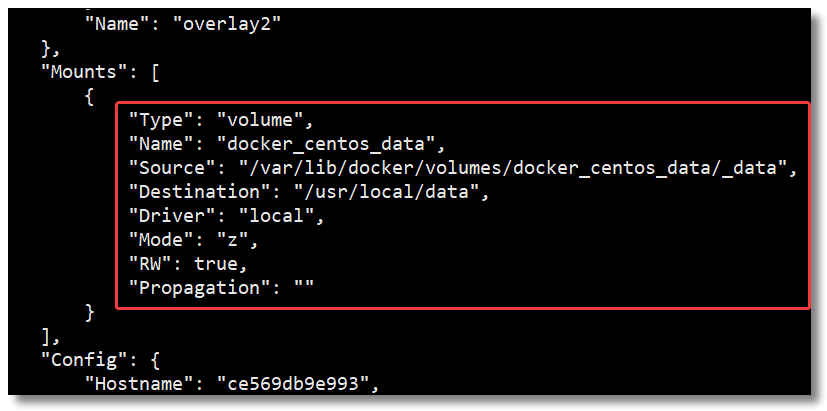 "Name": "overlay2"
},
"Mounts": [
{
"Type": "volume",
"Name": "docker_centos_data",
"Source": "/var/lib/docker/volumes/docker_centos_data/_data",
"Destination": "/usr/local/data",
"Driver": "local",
"Mode": "z",
"RW": true,
"Propagation": ""
}
],
"Config": {
"Hostname": "ce569db9e993",